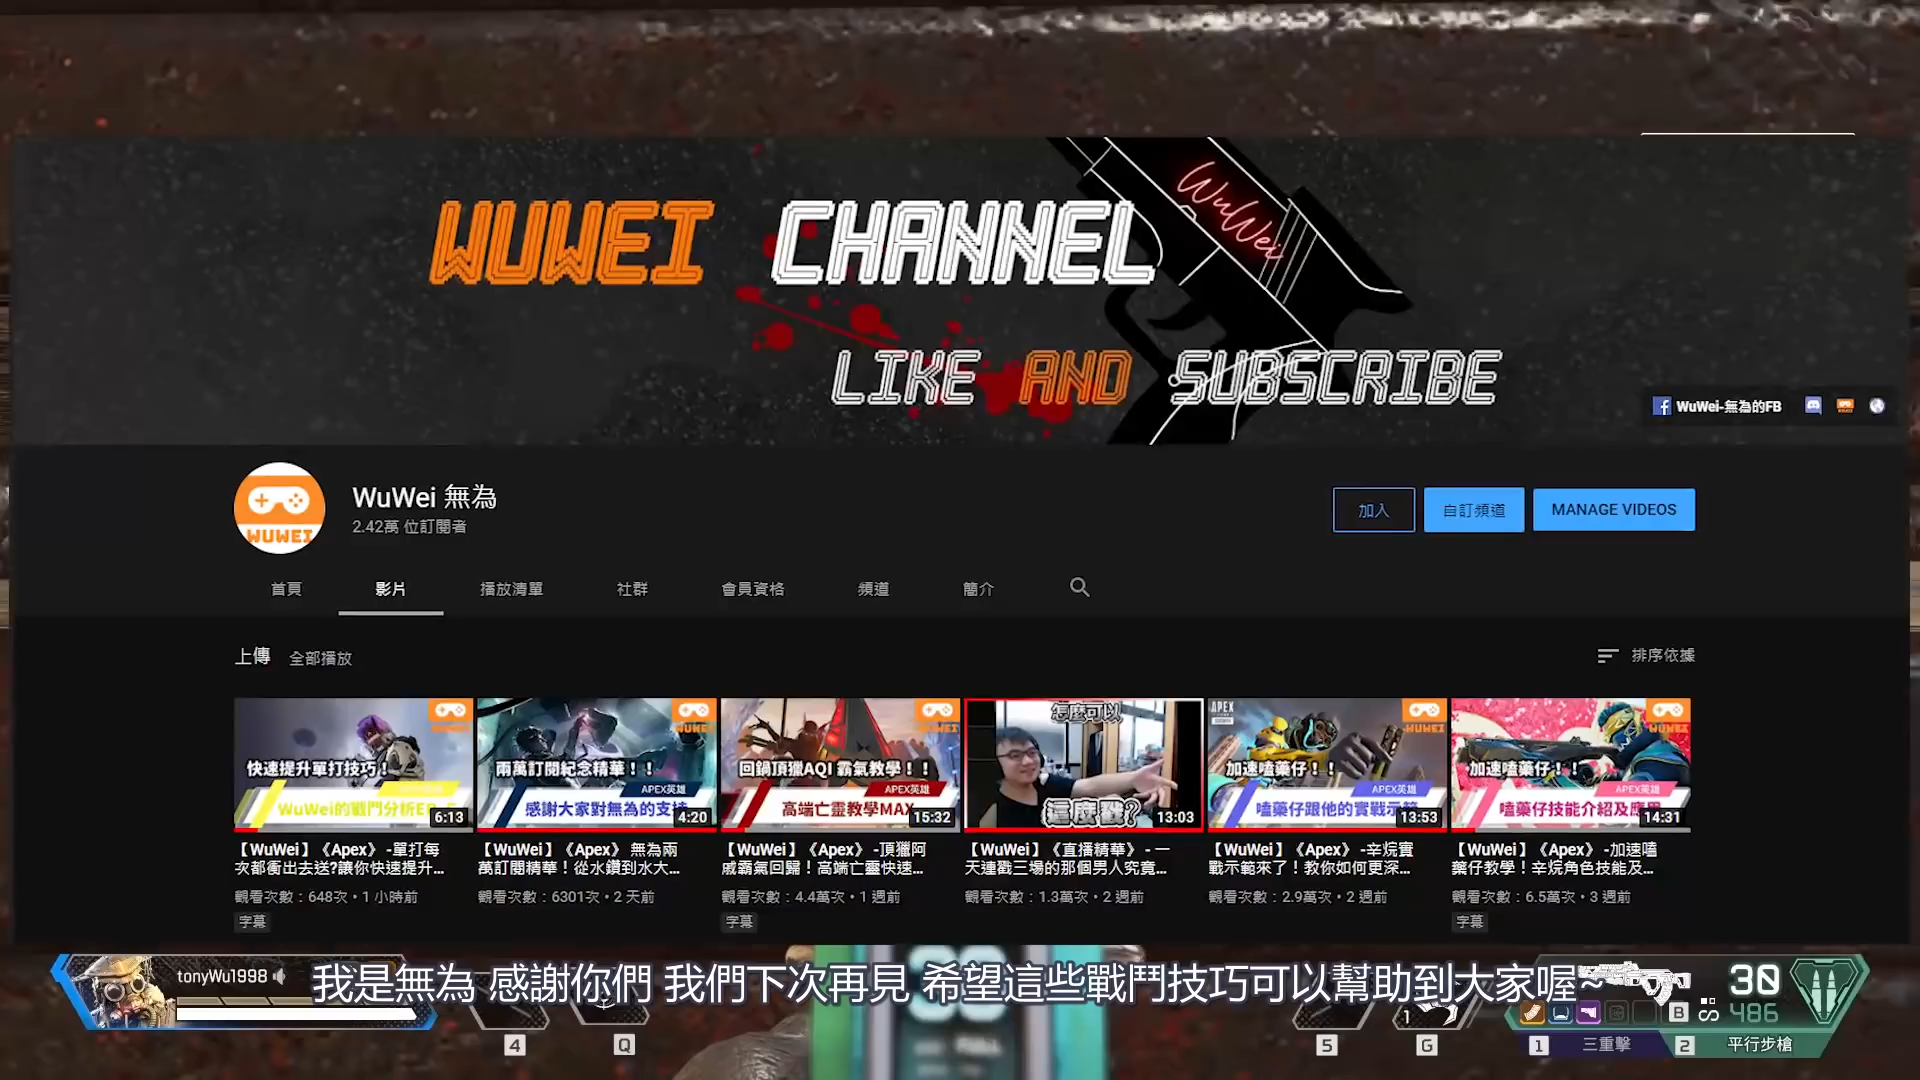 WUWEI CHANNEL
WuWei
LIKE AND SUBSCRIBE
WuWei-無為的FB
WUWEI
WuWei 無為
2.42萬 位訂閱者
加入
自訂頻道
MANAGE VIDEOS
首頁
影片
播放清單
社群
會員資格
頻道
簡介
上傳
全部播放
排序依據
快速提升單打技巧！
WuWei的戰鬥分析
6:13
兩萬訂閱紀念精華！！
APEX英雄
感謝大家對無為的支持
4:20
回鍋頂獵AQI 霸氣教學！！
APEX英雄
高端亡靈教學MAX
15:32
怎麼可以
這麼戳?
13:03
APEX
加速嗑藥仔！！
APEX英雄
嗑藥仔跟他的實戰示範
13:53
加速嗑藥仔！！
APEX英雄
嗑藥仔技能介紹及應用
14:31
【WuWei】《Apex》 -單打每
次都衝出去送?讓你快速提升...
觀看次數：648次・1 小時前
字幕
【WuWei】《Apex》 無為兩
萬訂閱精華！從水鑽到水大...
觀看次數：6301次・2 天前
【WuWei】《Apex》 -頂獵阿
戚霸氣回歸！高端亡靈快速...
觀看次數：4.4萬次・1 週前
字幕
【WuWei】《直播精華》 - 一
天連戳三場的那個男人究竟...
觀看次數：1.3萬次・2 週前
【WuWei】《Apex》 -辛烷實
戰示範來了！教你如何更深...
觀看次數：2.9萬次・2 週前
【WuWei】《Apex》 -加速嗑
藥仔教學！辛烷角色技能及...
觀看次數：6.5萬次・3 週前
字幕
tonyWu1998
我是無為 感謝你們 我們下次再見 希望這些戰鬥技巧可以幫助到大家喔~
30
486
1
B
4
Q
5
G
1
三重擊
2
平行步槍